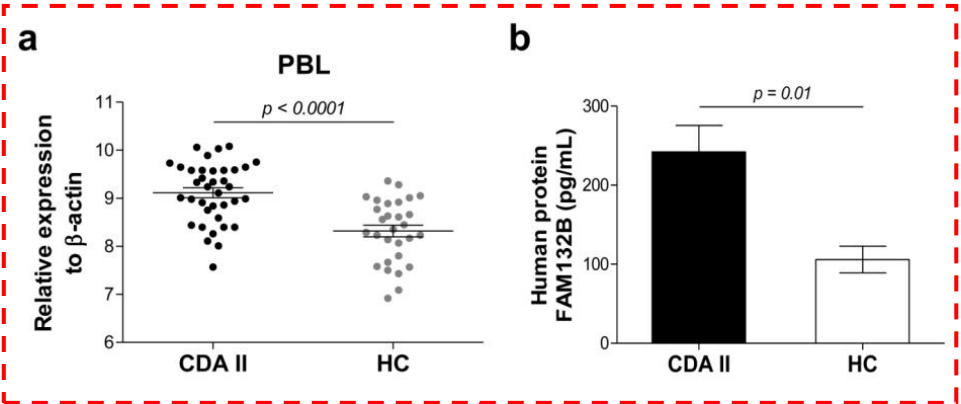 a
PBL
Relative expression
to β-actin
11
10
9
8
7
6
p < 0.0001
CDA II
HC
b
Human protein
FAM132B (pg/mL)
300
200
100
0
p = 0.01
CDA II
HC